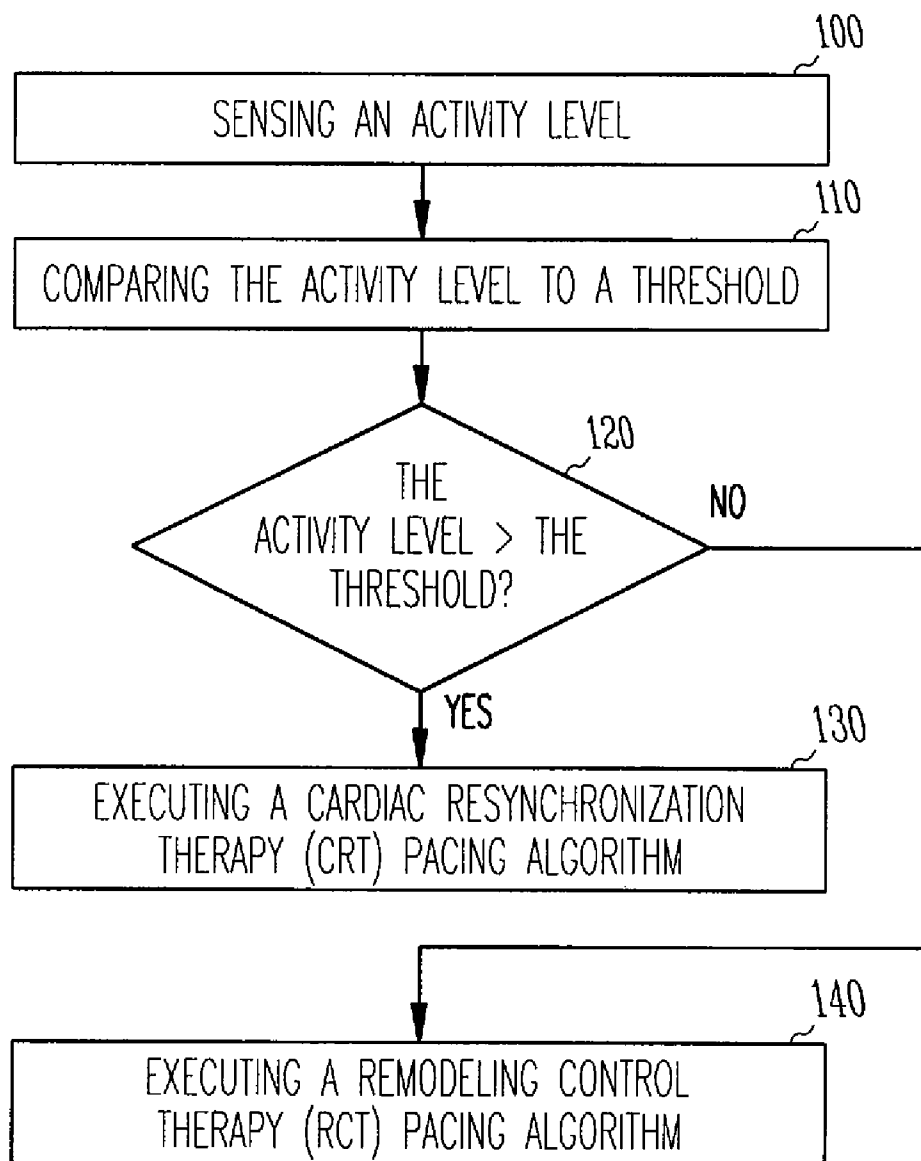 100
SENSING AN ACTIVITY LEVEL
110
COMPARING THE ACTIVITY LEVEL TO A THRESHOLD
120
THE
ACTIVITY LEVEL > THE
THRESHOLD?
NO
YES
130
EXECUTING A CARDIAC RESYNCHRONIZATION
THERAPY (CRT) PACING ALGORITHM
140
EXECUTING A REMODELING CONTROL
THERAPY (RCT) PACING ALGORITHM